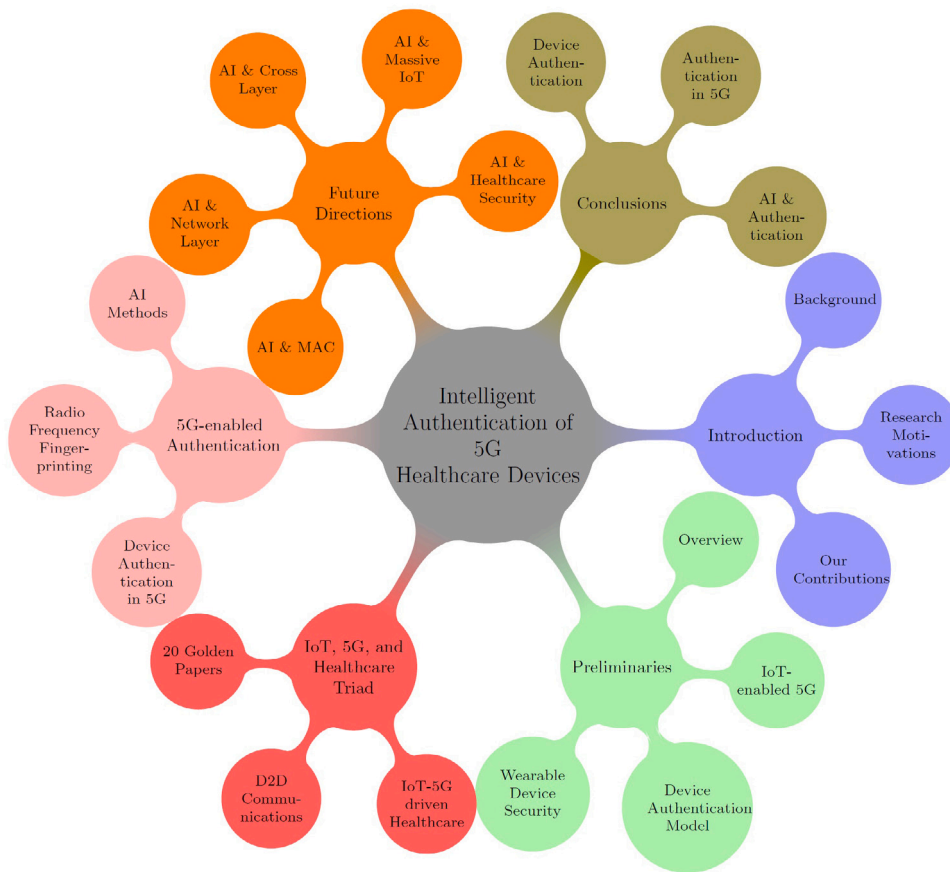 Intelligent
Authentication of
5G
Healthcare Devices
Introduction
Background
Research
Moti-
vations
Our
Contributions
Preliminaries
Overview
IoT-
enabled 5G
Device
Authentication
Model
Wearable
Device
Security
IoT, 5G, and
Healthcare
Triad
IoT-5G
driven
Healthcare
D2D
Commu-
nications
20 Golden
Papers
5G-enabled
Authentication
Device
Authen-
tication
in 5G
Radio
Frequency
Finger-
printing
AI
Methods
Future
Directions
AI & MAC
AI &
Network
Layer
AI & Cross
Layer
AI &
Massive
IoT
AI &
Healthcare
Security
Conclusions
Device
Authen-
tication
Authen-
tication
in 5G
AI &
Authen-
tication